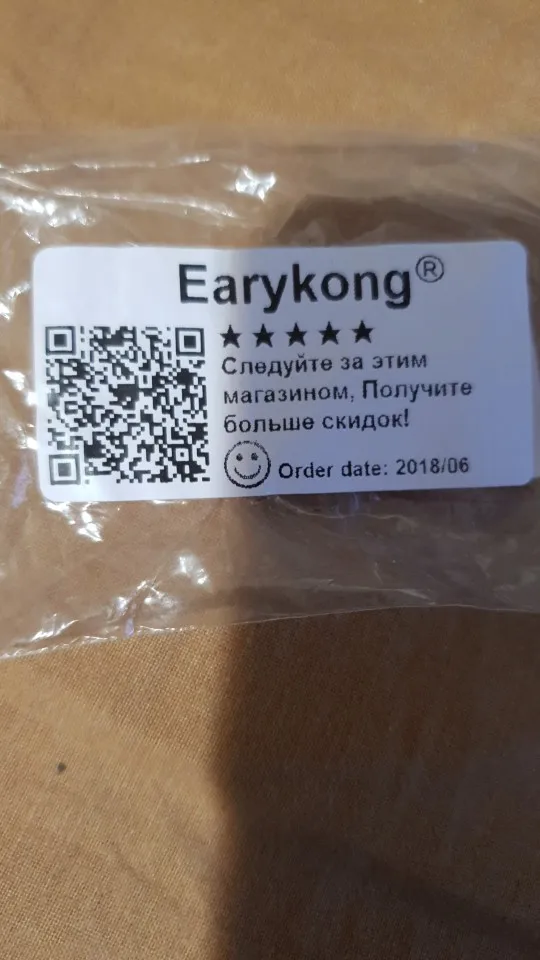 Earykong®
★★★★★
Следуйте за этим
магазином, Получите
больше скидок!
Order date: 2018/06